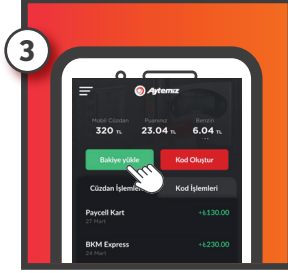 3
Aytemiz
Mobil Cüzdan Puanınız Benzin
320 TL 23.04 TL 6.04 TL
Bakiye yükle Kod Oluştur
Cüzdan İşlemleri Kod İşlemleri
Paycell Kart +₺130.00
27 Mart
BKM Express +₺230.00
24 Mart